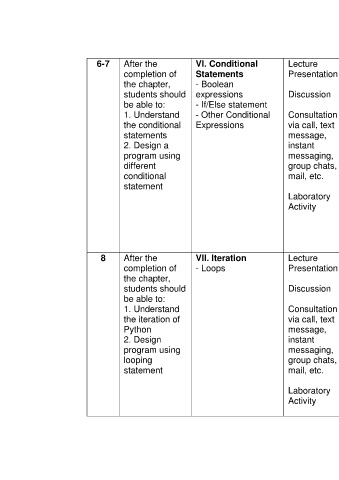 6-7
After the
completion of
the chapter,
students should
be able to:
1. Understand
the conditional
statements
2. Design a
program using
different
conditional
statement
VI. Conditional
Statements
- Boolean
expressions
- If/Else statement
- Other Conditional
Expressions
Lecture
Presentation
Discussion
Consultation
via call, text
message,
instant
messaging,
group chats,
mail, etc.
Laboratory
Activity
8
After the
completion of
the chapter,
students should
be able to:
1. Understand
the iteration of
Python
2. Design
program using
looping
statement
VII. Iteration
- Loops
Lecture
Presentation
Discussion
Consultation
via call, text
message,
instant
messaging,
group chats,
mail, etc.
Laboratory
Activity